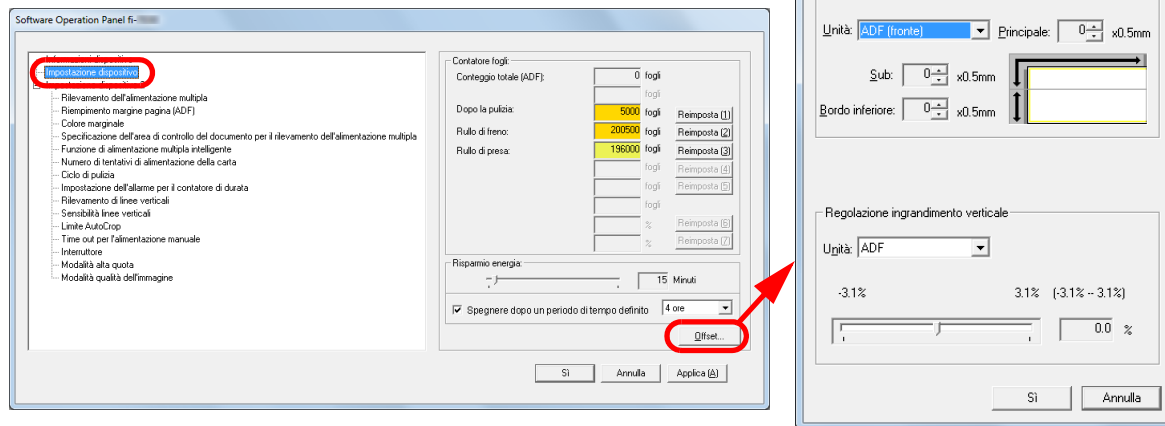 Software Operation Panel fi-
Impostazione dispositivo
Rilevamento dell'alimentazione multipla
Riempimento margine pagina (ADF)
Colore marginale
Specificazione dell'area di controllo del documento per il rilevamento dell'alimentazione multipla
Funzione di alimentazione multipla intelligente
Numero di tentativi di alimentazione della carta
Ciclo di pulizia
Impostazione dell'allarme per il contatore di durata
Rilevamento di linee verticali
Sensibilità linee verticali
Limite AutoCrop
Time out per l'alimentazione manuale
Interruttore
Modalità alta quota
Modalità qualità dell'immagine
Contatore fogli:
Conteggio totale (ADF): 0 fogli
fogli
Dopo la pulizia: 5000 fogli Reimposta (1)
Rullo di freno: 200500 fogli Reimposta (2)
Rullo di presa: 196000 fogli Reimposta (3)
fogli Reimposta (4)
fogli Reimposta (5)
fogli
% Reimposta (6)
% Reimposta (7)
Risparmio energia:
15 Minuti
Spegnere dopo un periodo di tempo definito 4 ore
Offset...
Sì Annulla Applica (A)
Unità: ADF (fronte) Principale: 0 x0.5mm
Sub: 0 x0.5mm
Bordo inferiore: 0 x0.5mm
Regolazione ingrandimento verticale
Unità: ADF
-3.1% 3.1% (-3.1% -- 3.1%)
0.0 %
Sì Annulla